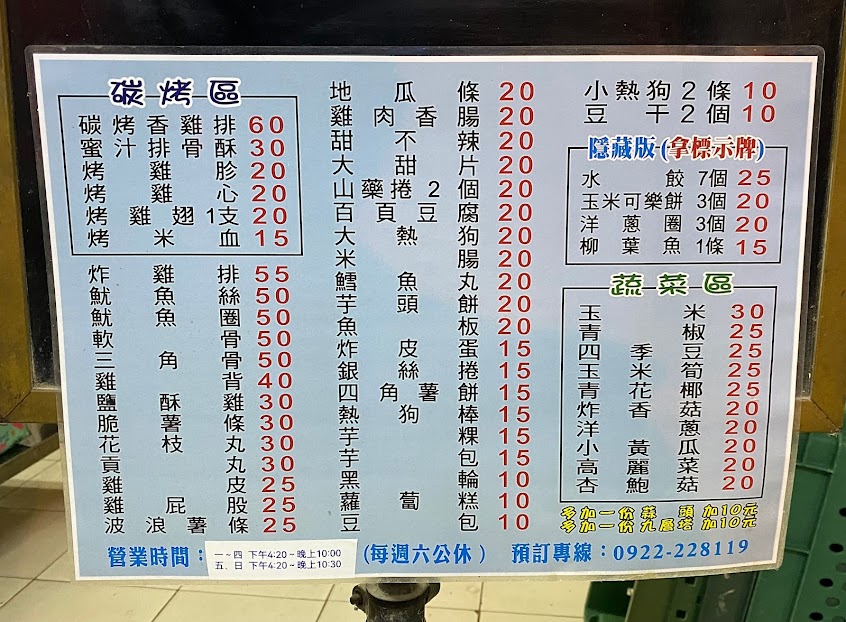 碳烤區
碳烤香雞排 60
蜜汁排骨酥 30
烤雞胗 20
烤雞心 20
烤雞翅1支 20
烤米血 15
炸雞排 55
魷魚絲 50
魷魚圈 50
軟骨 50
三角骨 50
雞背 40
鹽酥雞 30
脆薯條 30
花枝丸 30
貢丸 30
雞皮 25
雞屁股 25
波浪薯條 25
地瓜條 20
雞肉香腸 20
甜不辣 20
大甜片 20
山藥捲2個 20
百頁豆腐 20
大熱狗 20
米腸 20
鱈魚丸 20
芋頭餅 20
魚板 20
炸皮蛋 15
銀絲捲 15
四角薯餅 15
熱狗棒 15
芋粿 15
芋包 15
黑輪 10
蘿蔔糕 10
豆包 10
小熱狗2條 10
豆干2個 10
隱藏版(拿標示牌)
水餃7個 25
玉米可樂餅3個 20
洋蔥圈3個 20
柳葉魚1條 15
蔬菜區
玉米 30
青椒 25
四季豆 25
玉米筍 25
青花椰 25
炸香菇 20
洋蔥 20
小黃瓜 20
高麗菜 20
杏鮑菇 20
多加一份蒜頭 加10元
多加一份九層塔 加10元
營業時間：一~四 下午4:20~晚上10:00
五、日 下午4:20~晚上10:30
(每週六公休) 預訂專線：0922-228119